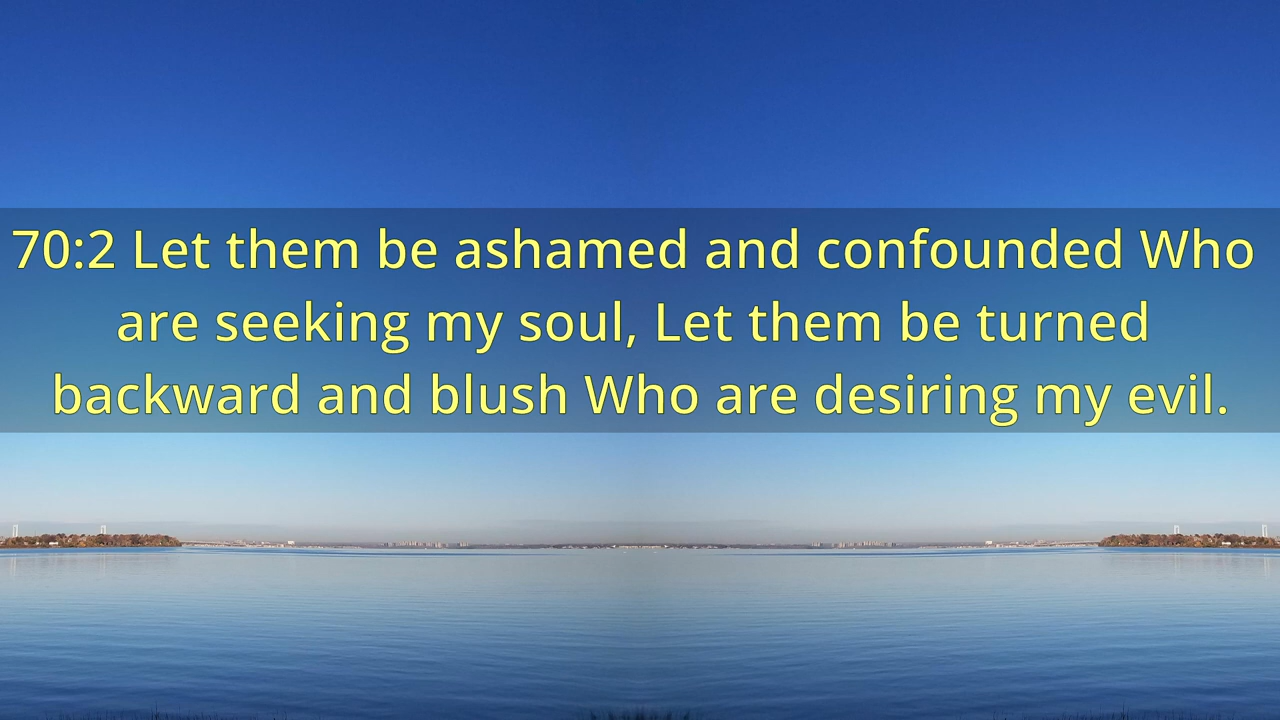 70:2 Let them be ashamed and confounded Who
are seeking my soul, Let them be turned
backward and blush Who are desiring my evil.